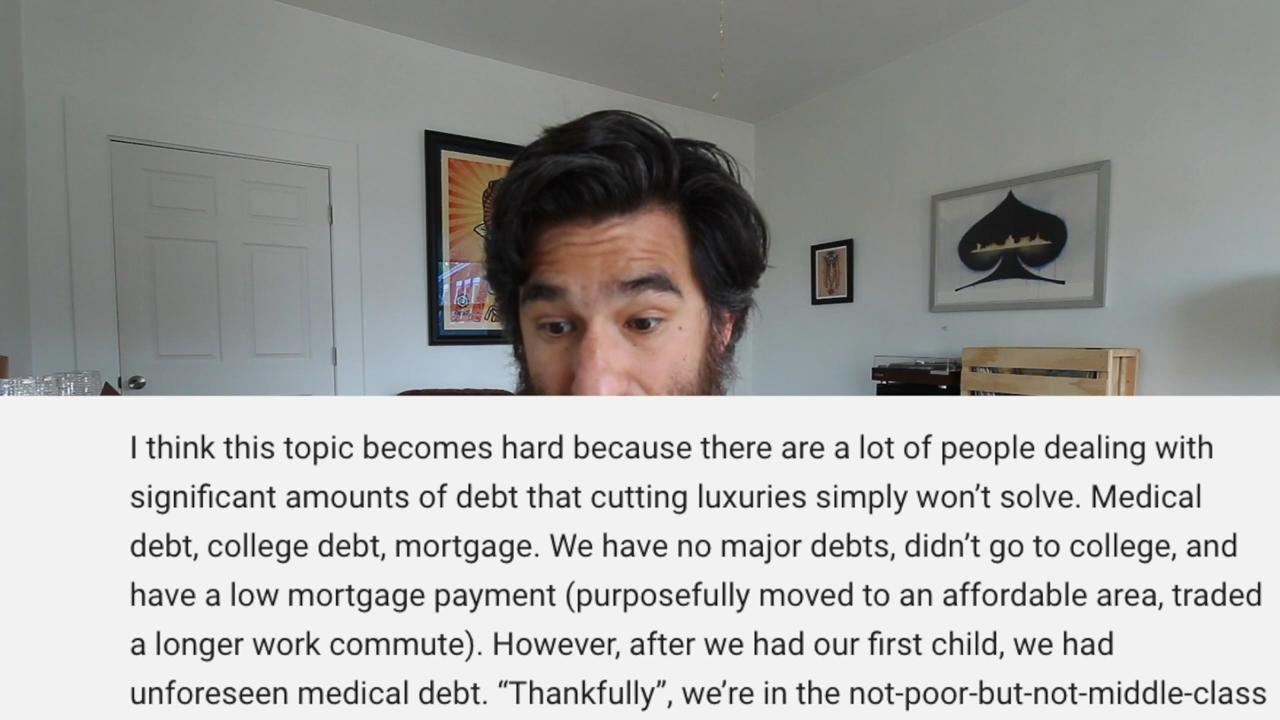 I think this topic becomes hard because there are a lot of people dealing with
significant amounts of debt that cutting luxuries simply won’t solve. Medical
debt, college debt, mortgage. We have no major debts, didn’t go to college, and
have a low mortgage payment (purposefully moved to an affordable area, traded
a longer work commute). However, after we had our first child, we had
unforeseen medical debt. “Thankfully”, we’re in the not-poor-but-not-middle-class